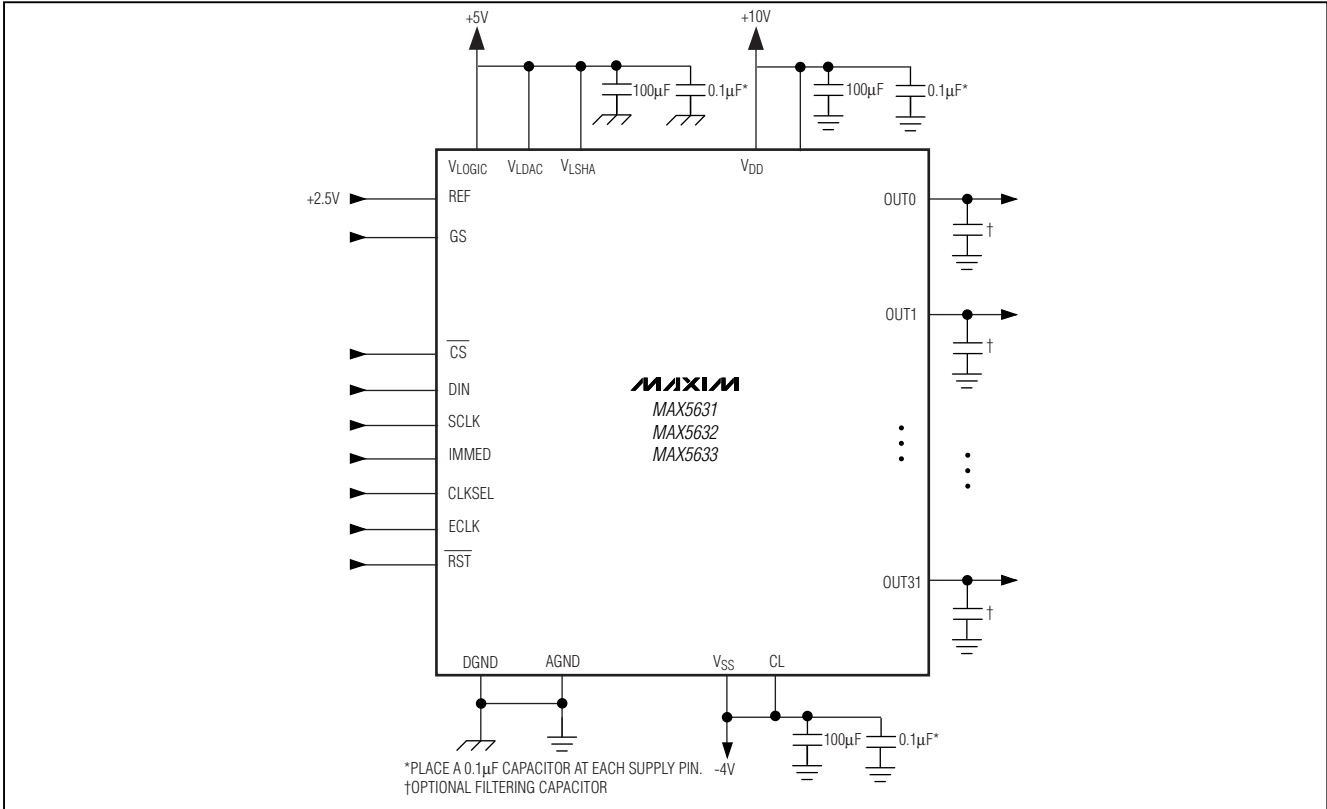 +5V
+10V
100µF
0.1µF*
100µF
0.1µF*
VLOGIC
VLDAC
VLSHA
VDD
+2.5V
REF
OUT0
GS
†
OUT1
CS
†
DIN
MAXIM
MAX5631
SCLK
MAX5632
IMMED
MAX5633
CLKSEL
ECLK
RST
OUT31
†
DGND
AGND
VSS
CL
100µF
0.1µF*
*PLACE A 0.1µF CAPACITOR AT EACH SUPPLY PIN.
-4V
†OPTIONAL FILTERING CAPACITOR